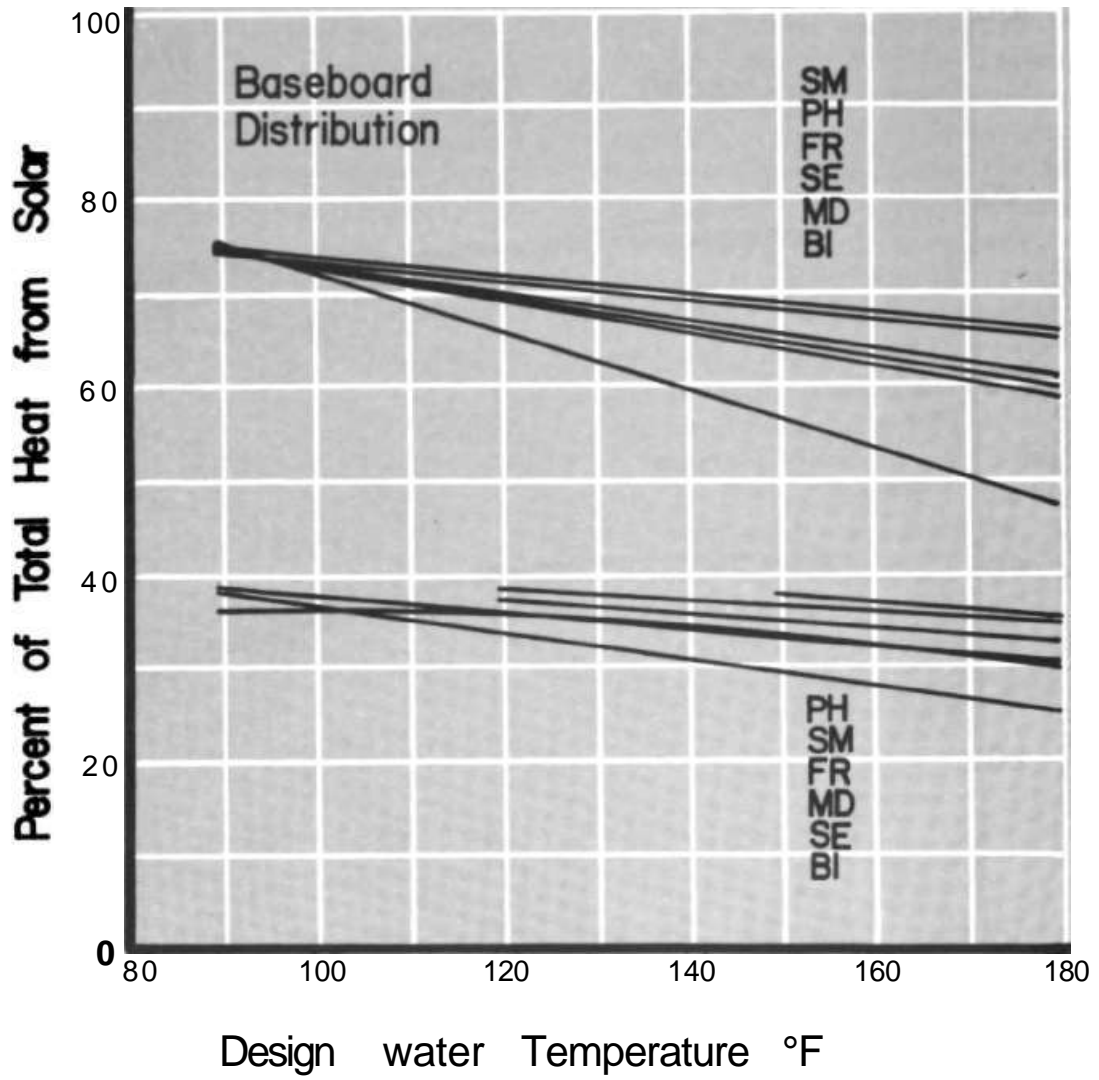 100
Baseboard
Distribution
SM
PH
FR
SE
MD
BI
80
60
40
20
0
PH
SM
FR
MD
SE
BI
80 100 120 140 160 180
Design water Temperature °F
Percent of Total Heat from Solar